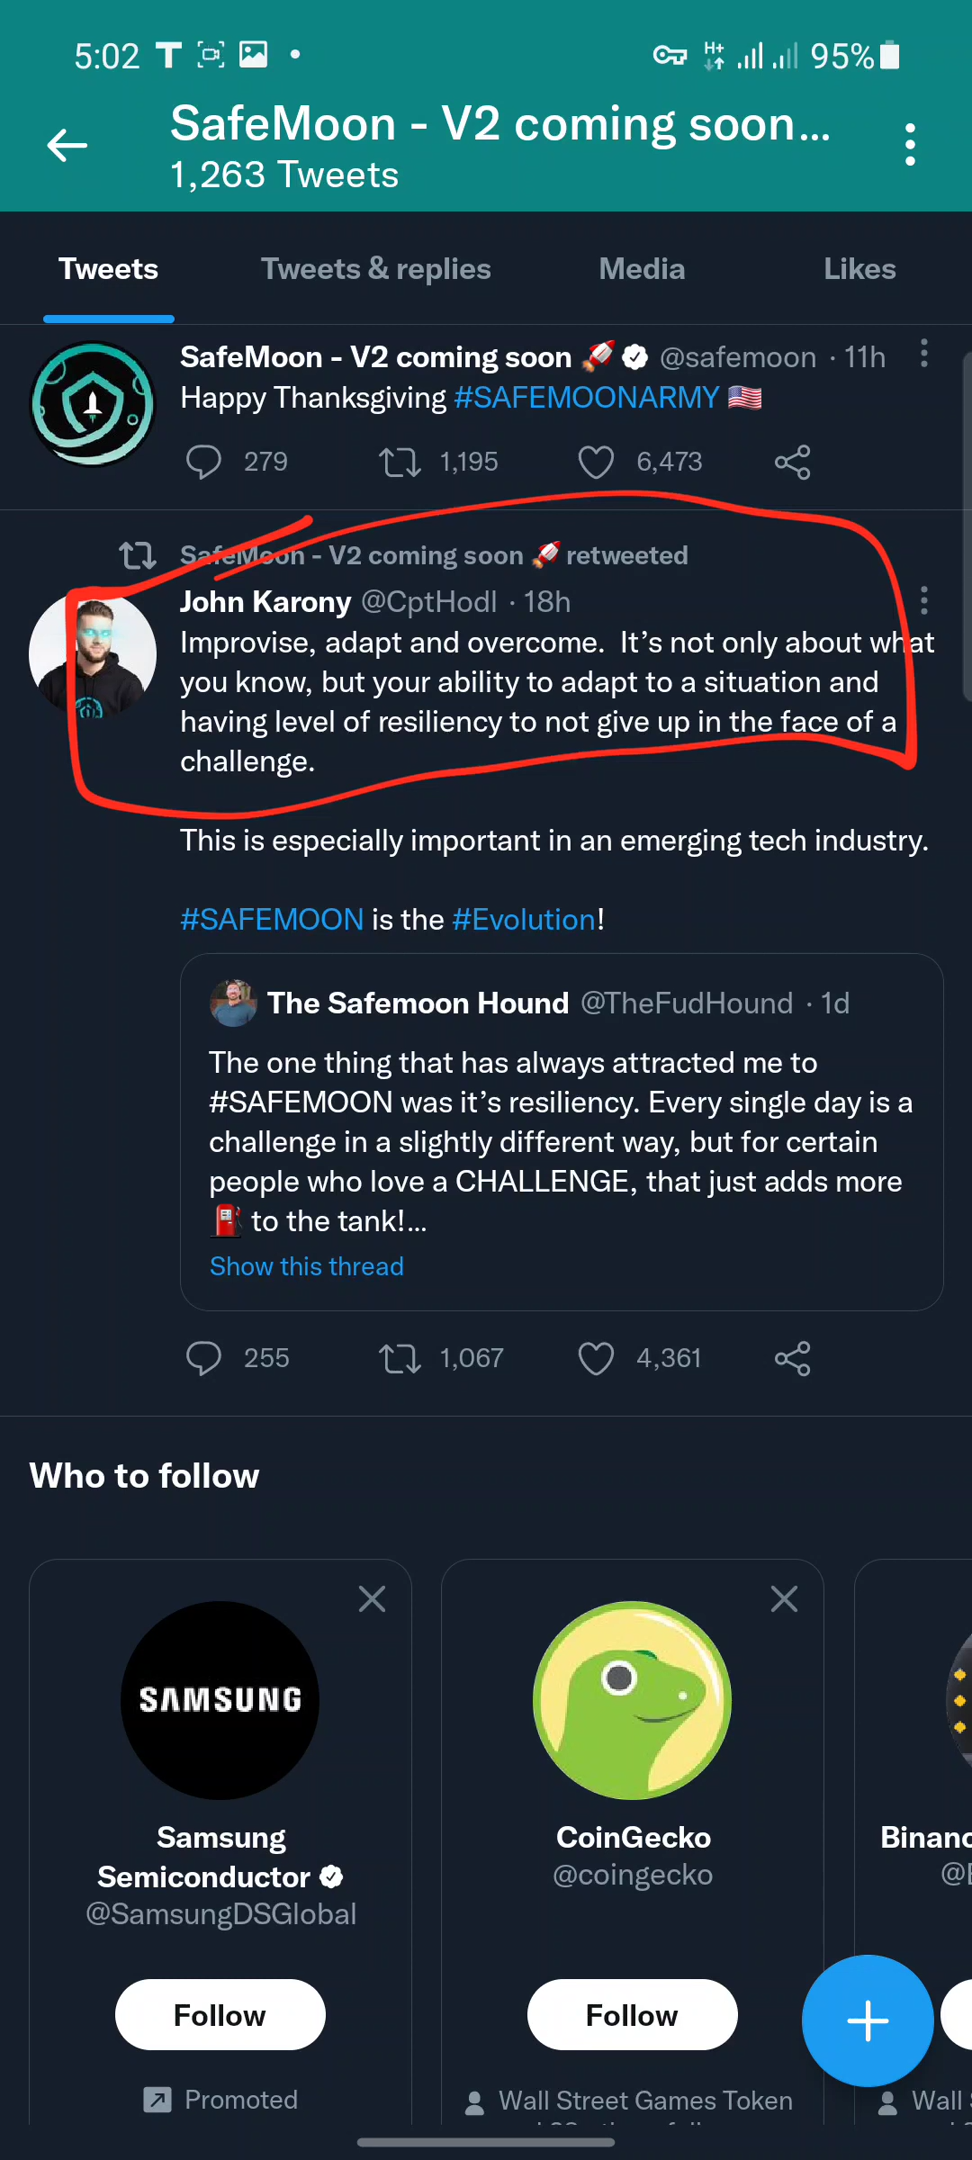 5:02 95%
SafeMoon - V2 coming soon...
1,263 Tweets
Tweets Tweets & replies Media Likes
SafeMoon - V2 coming soon 🚀 @safemoon · 11h
Happy Thanksgiving #SAFEMOONARMY 🇺🇸
279 1,195 6,473
SafeMoon - V2 coming soon 🚀 retweeted
John Karony @CptHodl · 18h
Improvise, adapt and overcome.  It’s not only about what
you know, but your ability to adapt to a situation and
having level of resiliency to not give up in the face of a
challenge.
This is especially important in an emerging tech industry.
#SAFEMOON is the #Evolution!
The Safemoon Hound @TheFudHound · 1d
The one thing that has always attracted me to
#SAFEMOON was it’s resiliency. Every single day is a
challenge in a slightly different way, but for certain
people who love a CHALLENGE, that just adds more
⛽ to the tank!...
Show this thread
255 1,067 4,361
Who to follow
SAMSUNG
Samsung CoinGecko Binanc
Semiconductor @coingecko
@SamsungDSGlobal
Follow Follow
Promoted Wall Street Games Token Wall